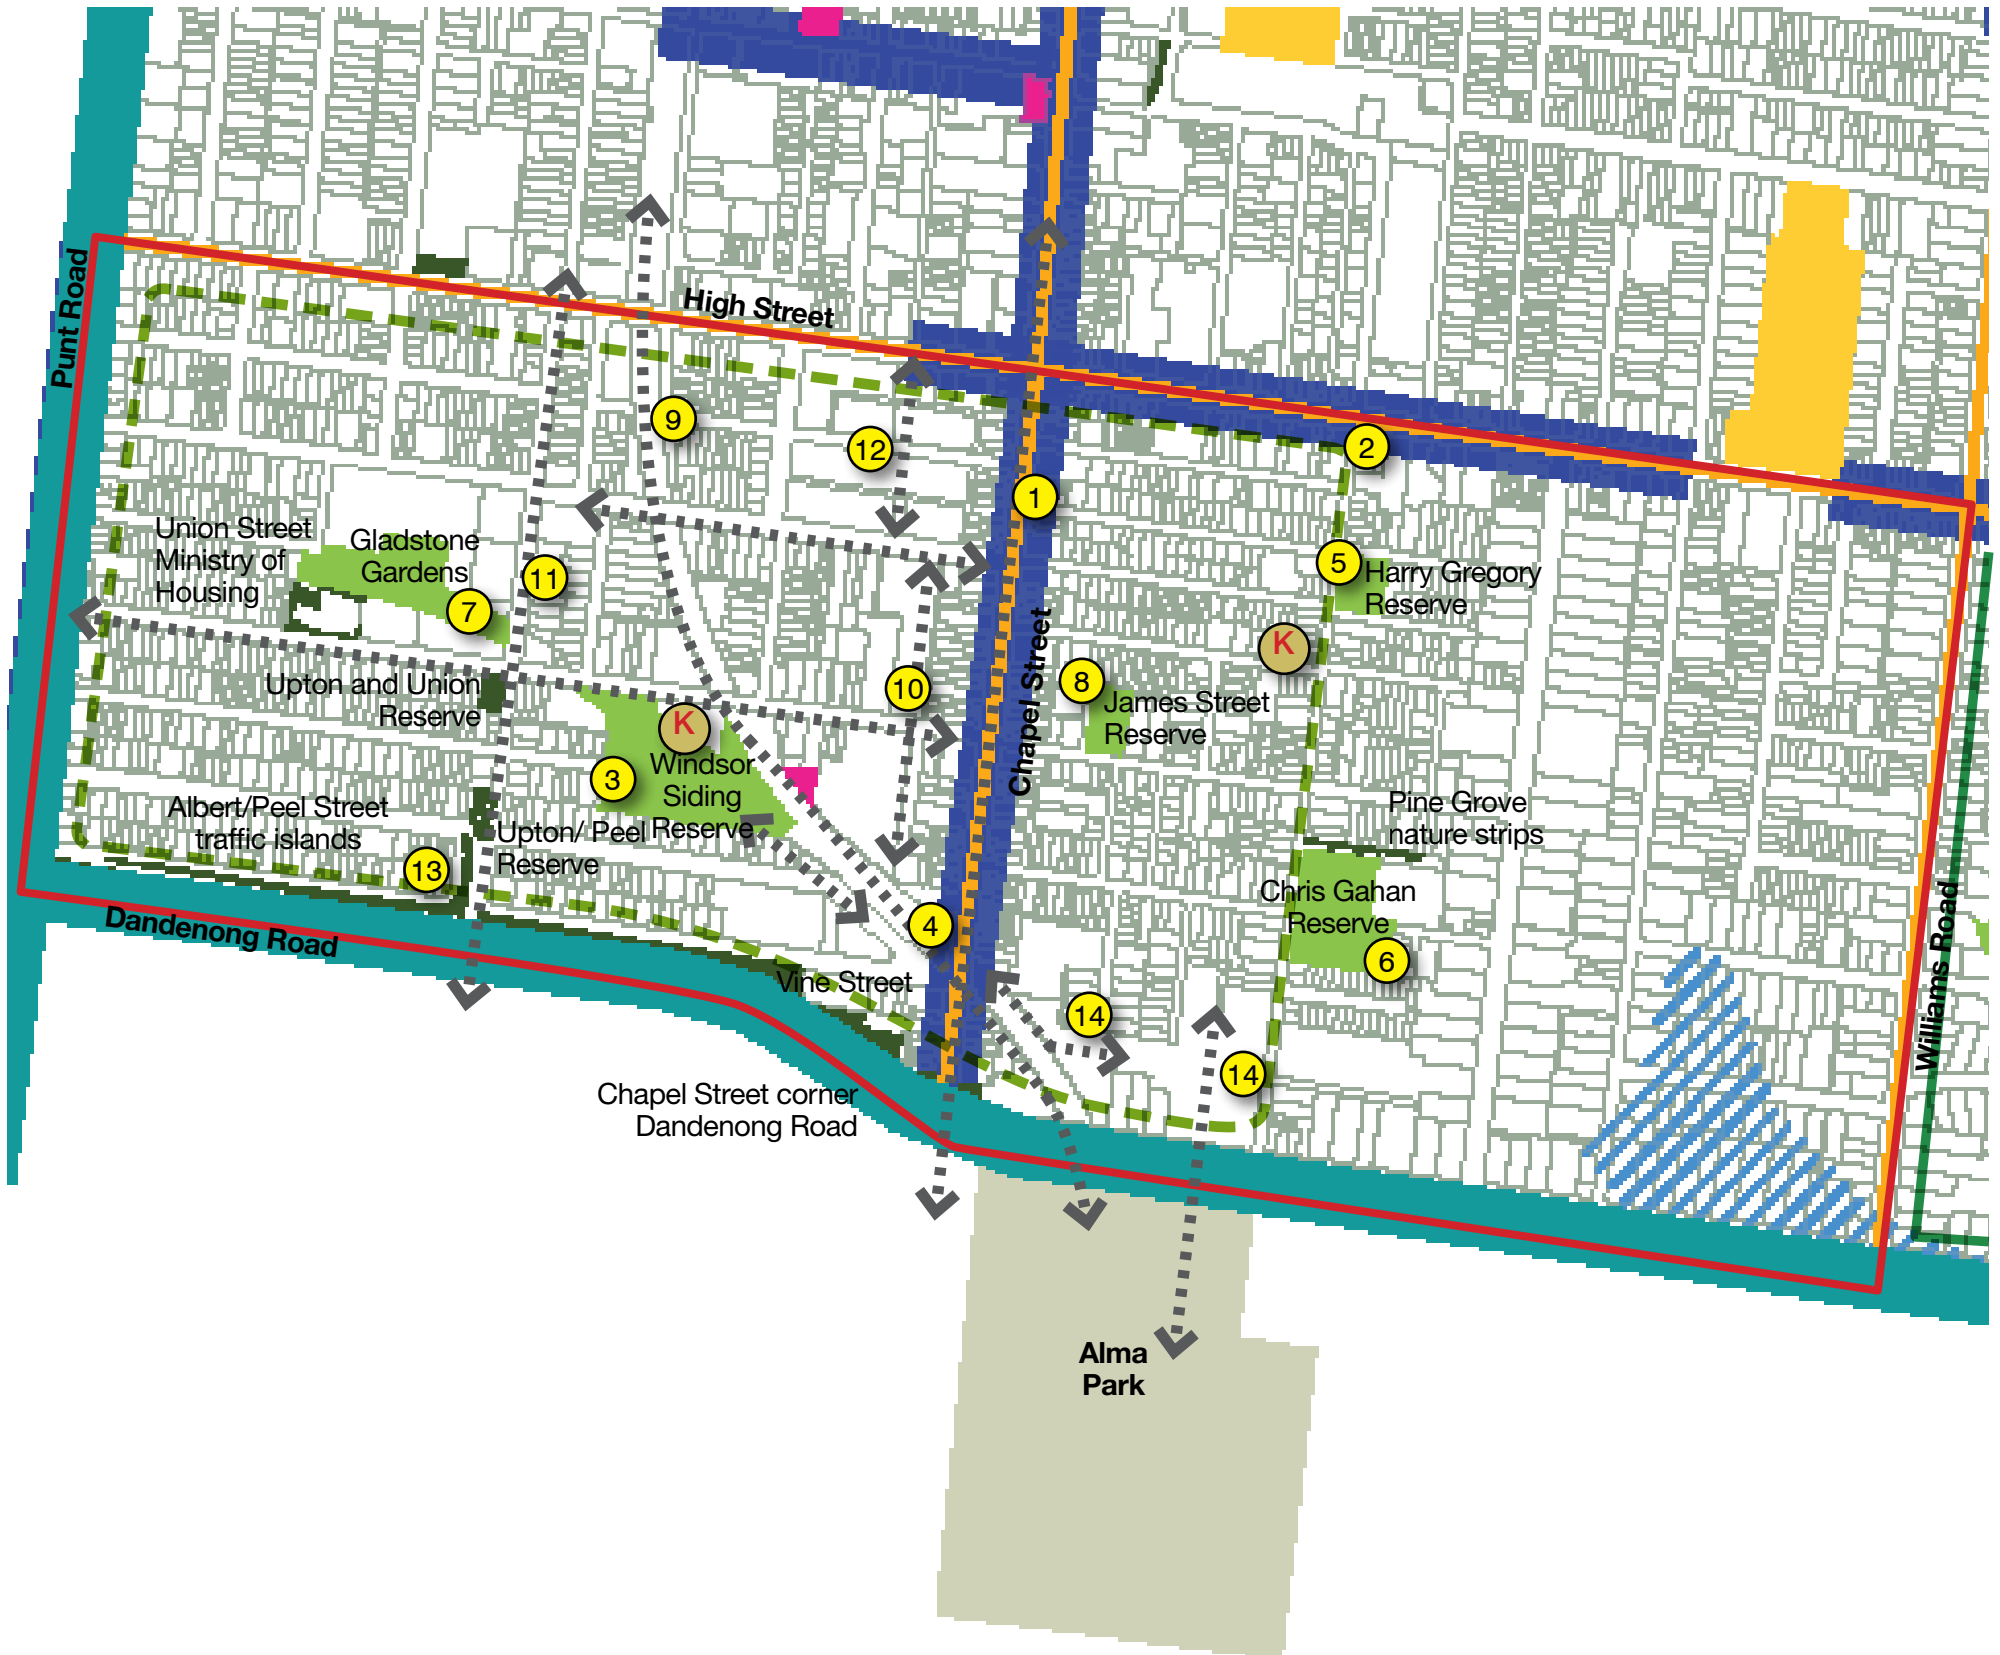 Punt Road
High Street
9
12
2
1
Union Street
Ministry of
Housing
Gladstone
Gardens
11
7
5
Harry Gregory
Reserve
K
Upton and Union
Reserve
10
8
James Street
Reserve
Chapel Street
K
3
Windsor
Siding
Reserve
Albert/Peel Street
traffic islands
Upton/ Peel
Reserve
13
Pine Grove
nature strips
Chris Gahan
Reserve
6
4
Dandenong Road
Vine Street
14
14
Williams Road
Chapel Street corner
Dandenong Road
Alma
Park